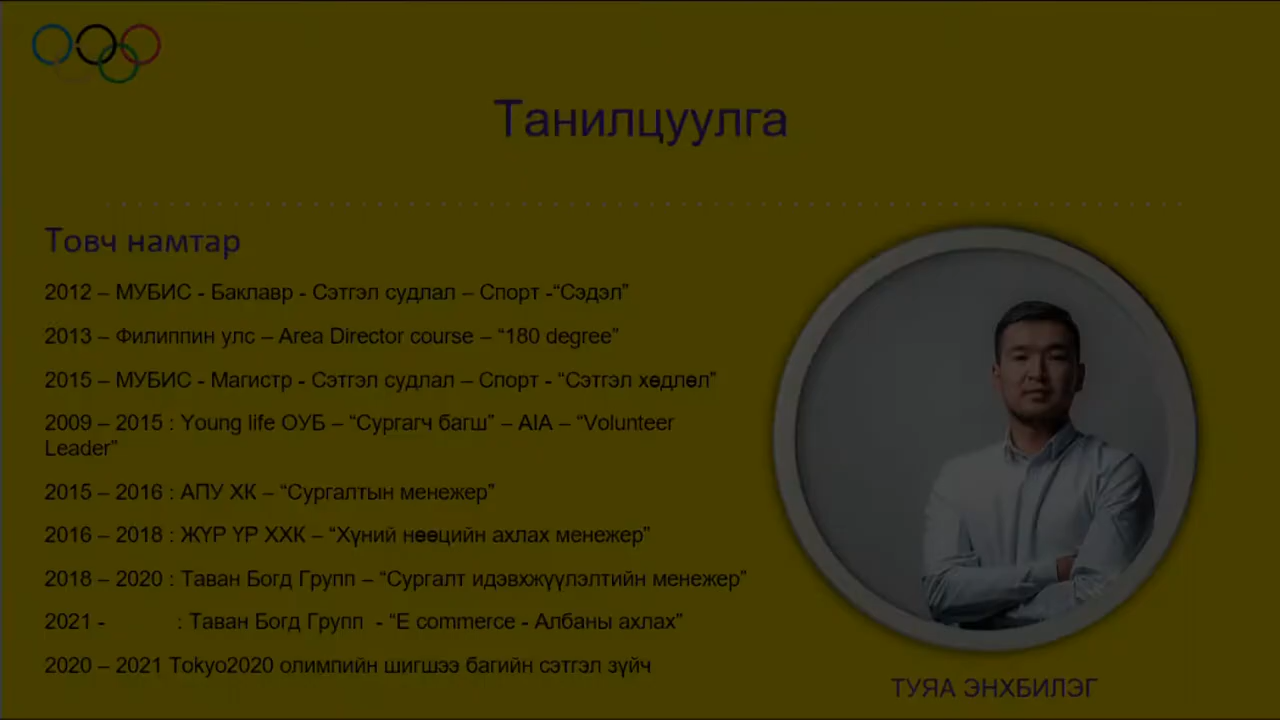 Танилцуулга
Товч намтар
2012 – МУБИС - Баклавр - Сэтгэл судлал – Спорт -“Сэдэл”
2013 – Филиппин улс – Area Director course – “180 degree”
2015 – МУБИС - Магистр - Сэтгэл судлал – Спорт - “Сэтгэл хөдлөл”
2009 – 2015 : Young life ОУБ – “Сургагч багш” – AIA – “Volunteer
Leader”
2015 – 2016 : АПУ ХК – “Сургалтын менежер”
2016 – 2018 : ЖҮР ҮР ХХК – “Хүний нөөцийн ахлах менежер”
2018 – 2020 : Таван Богд Групп – “Сургалт идэвхжүүлэлтийн менежер”
2021 - : Таван Богд Групп - “E commerce - Албаны ахлах”
2020 – 2021 Tokyo2020 олимпийн шигшээ багийн сэтгэл зүйч
ТУЯА ЭНХБИЛЭГ